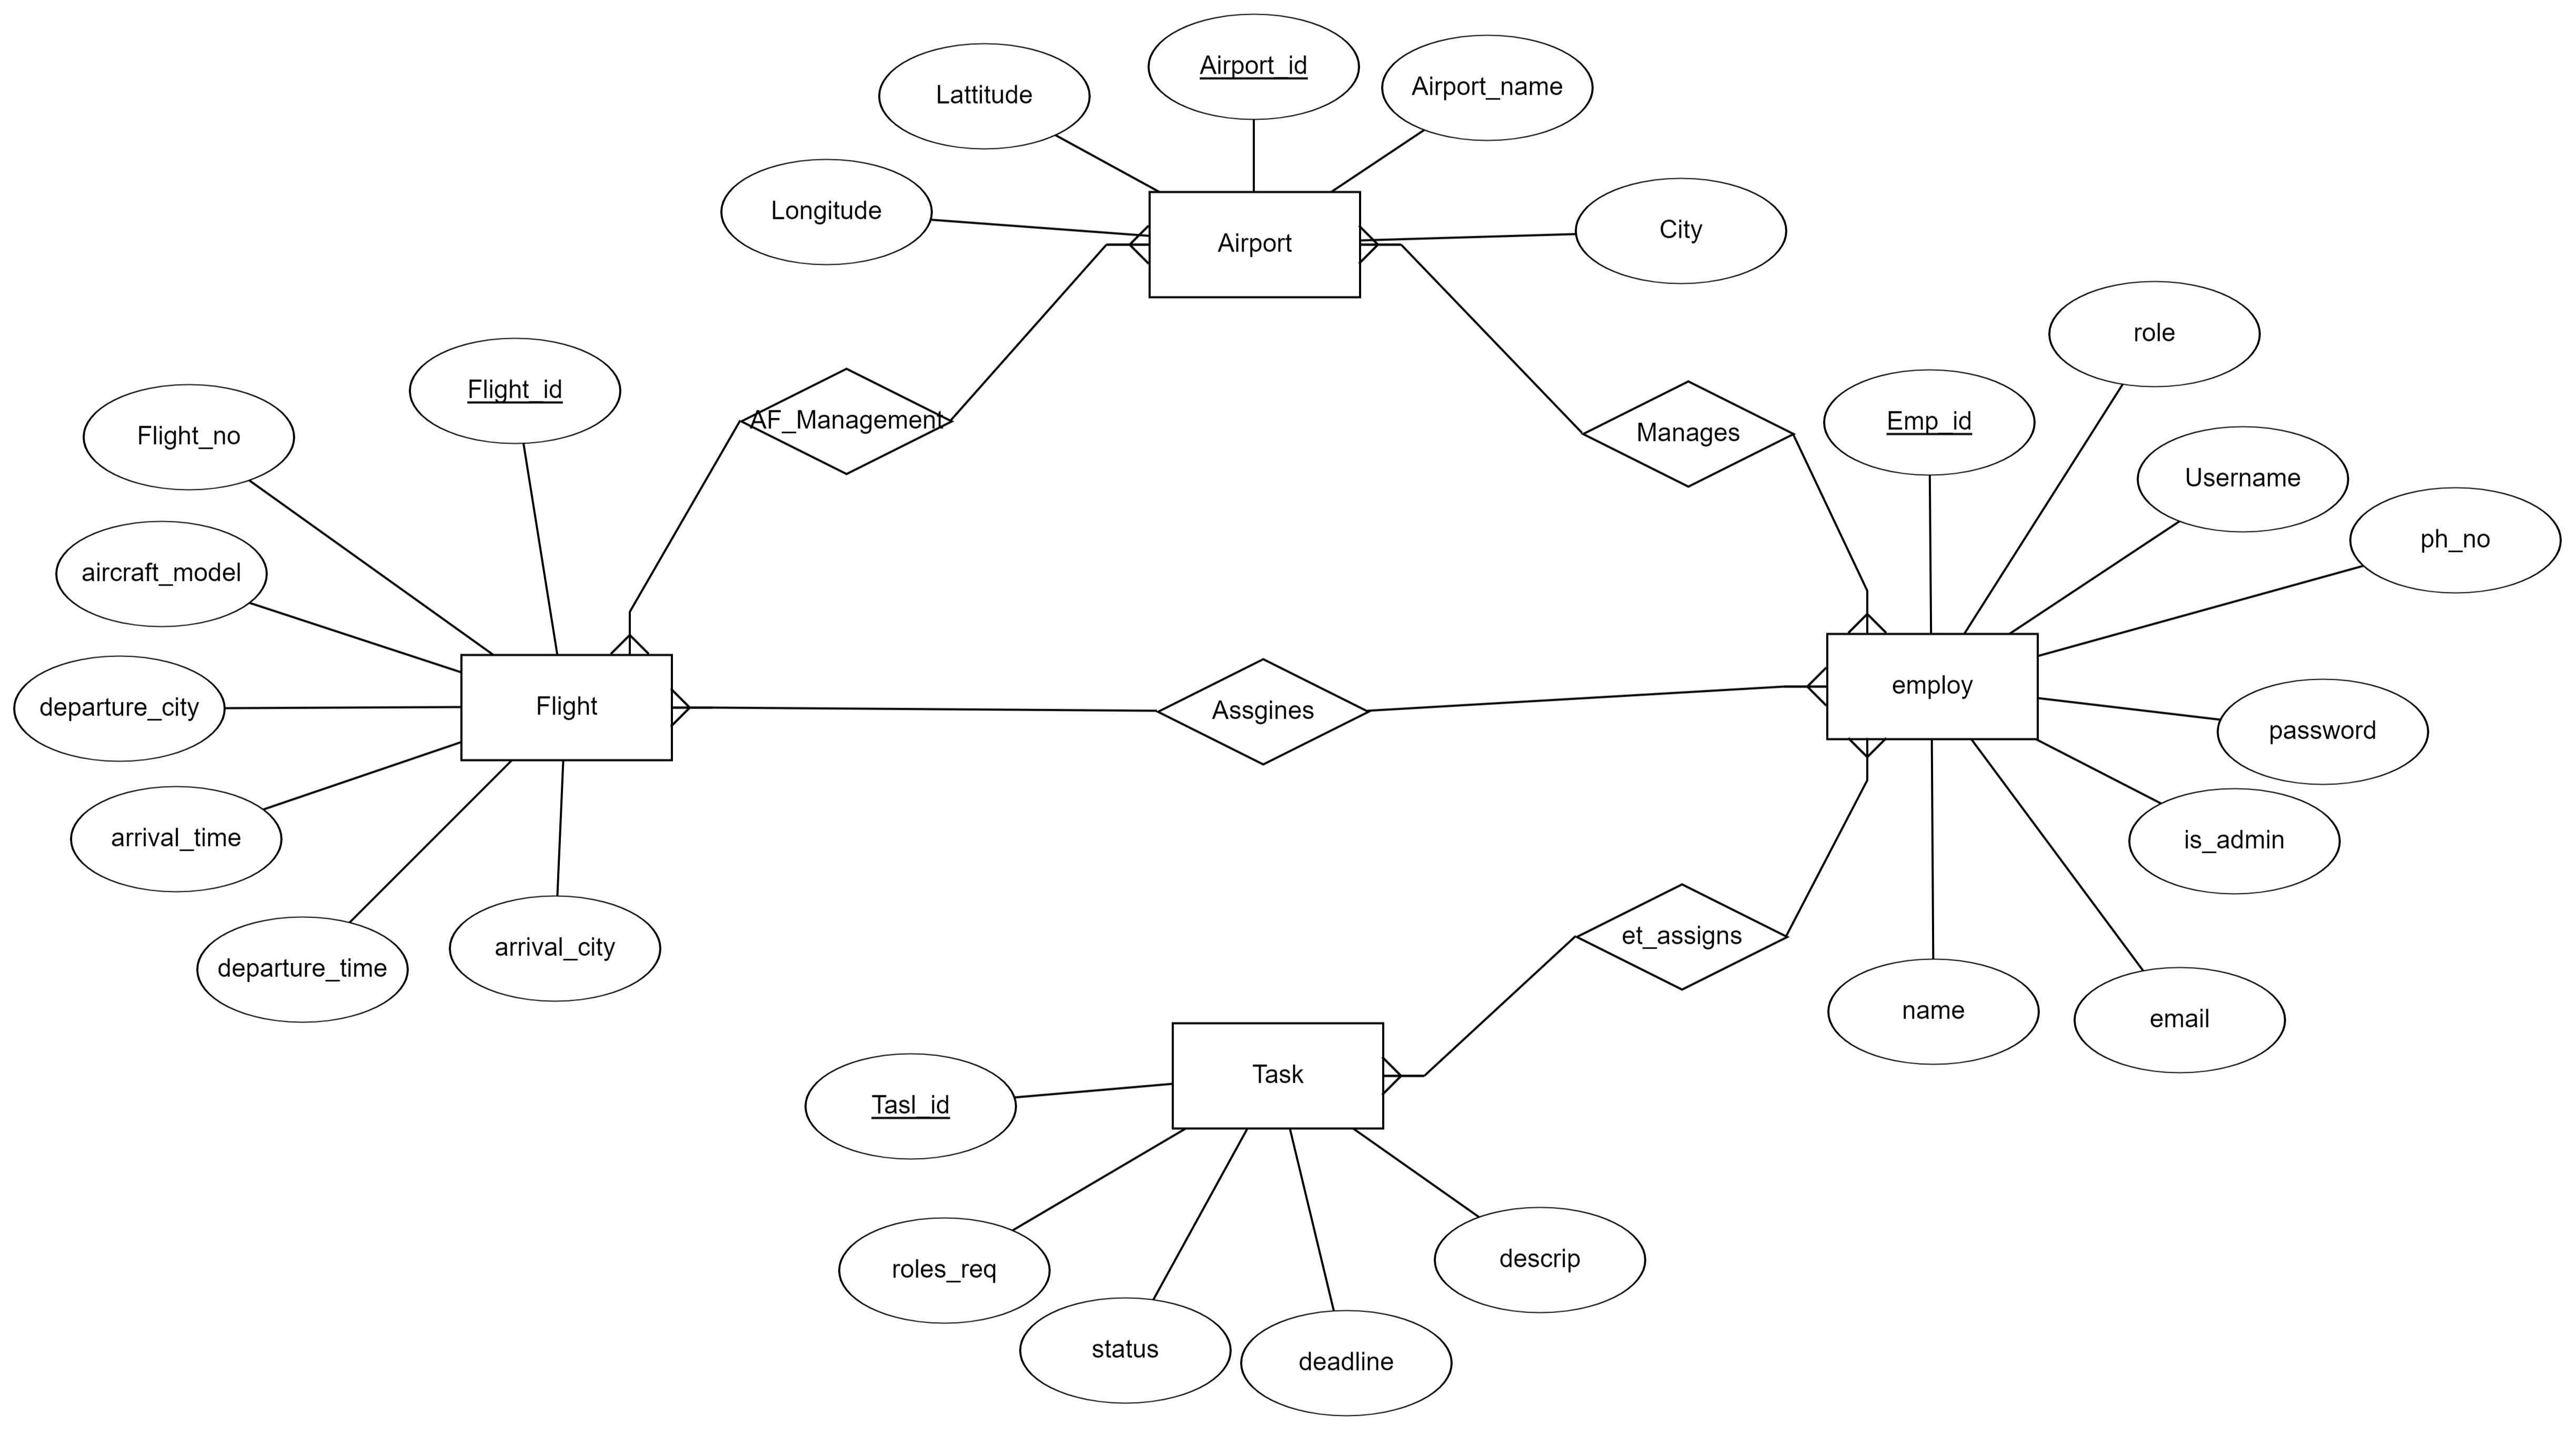 Airport_id
Airport_name
Lattitude
Longitude
City
Airport
role
Flight_id
Emp_id
AF_Management
Manages
Flight_no
Username
ph_no
aircraft_model
employ
Flight
departure_city
Assgines
password
arrival_time
is_admin
et_assigns
arrival_city
departure_time
name
email
Task
Tasl_id
descrip
roles_req
status
deadline